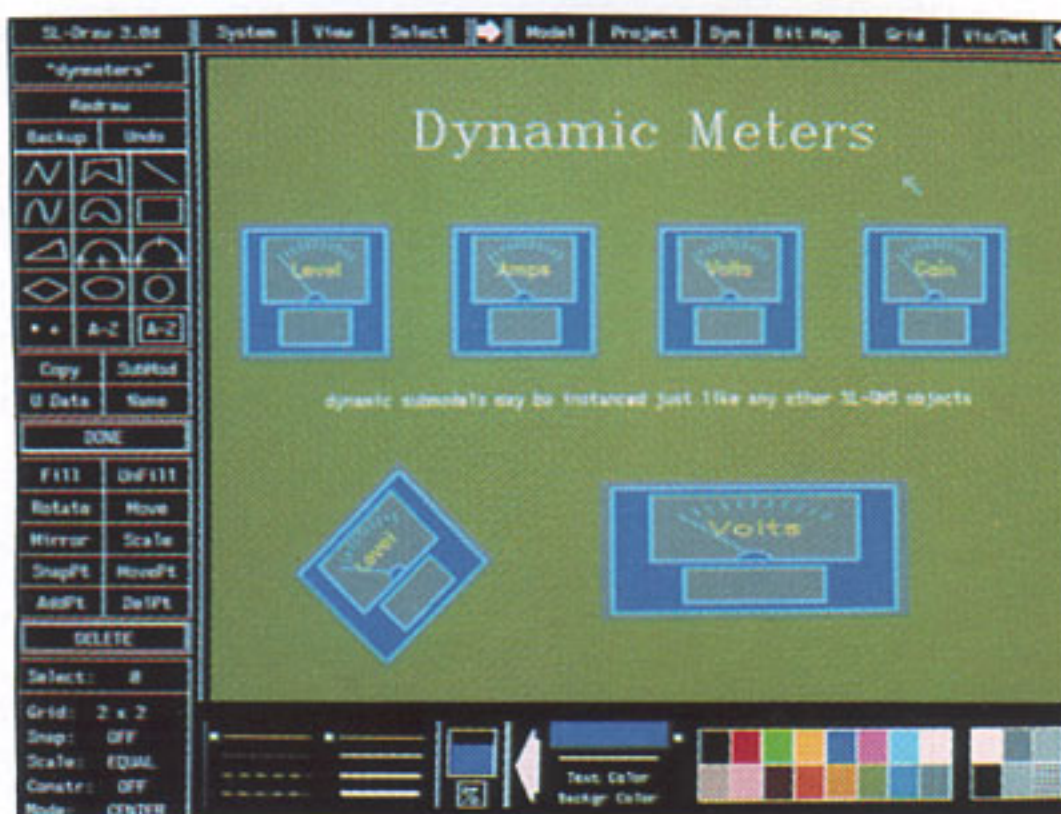 SL-Draw 3.0d System View Select Model Project Dyn Bit Map Grid Vis/Det
"dynmeters"
Redraw
Backup Undo
A-Z A-Z
Copy SubMod
U Data Name
DONE
Fill UnFill
Rotate Move
Mirror Scale
SnapPt MovePt
AddPt DelPt
DELETE
Select: 0
Grid: 2 x 2
Snap: OFF
Scale: EQUAL
Constr: OFF
Mode: CENTER
Dynamic Meters
Level Amps Volts Gain
dynamic submodels may be instanced just like any other SL-GMS objects
Level Volts
Text Color
Backgr Color